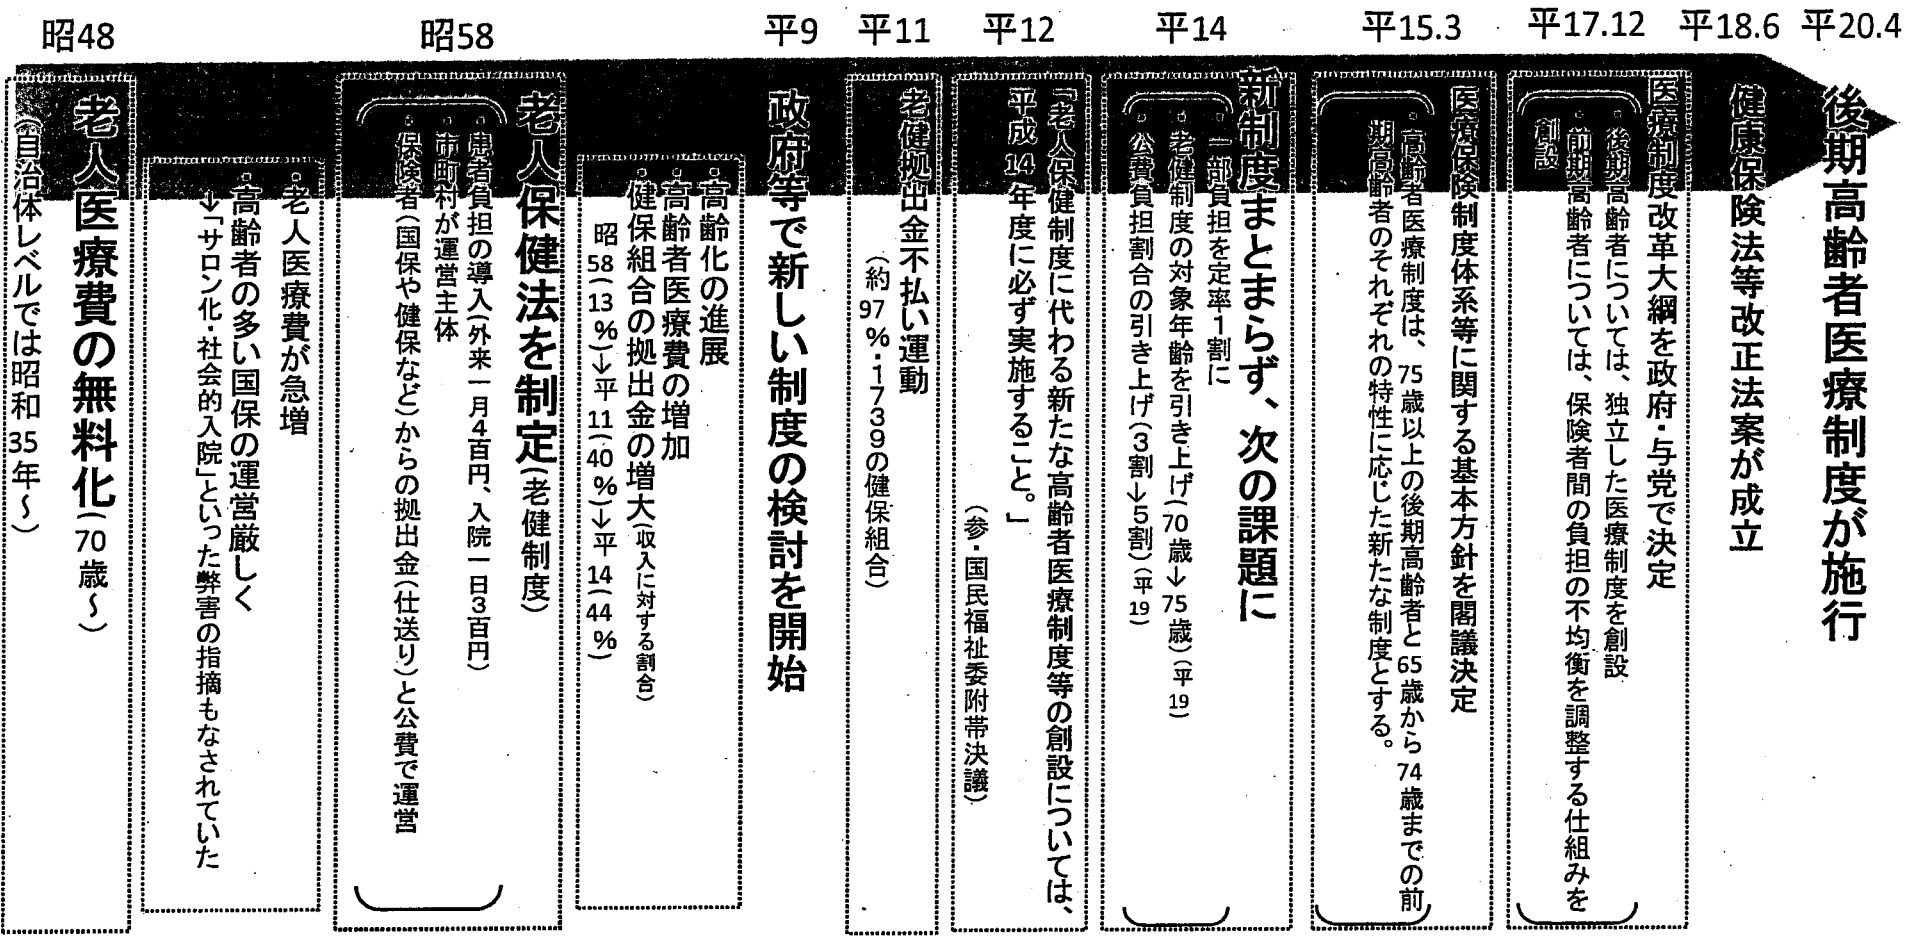 昭48
老人医療費の無料化（70歳～）
（自治体レベルでは昭和35年～）
・老人医療費が急増
・高齢者の多い国保の運営厳しく
→「サロン化・社会的入院」といった弊害の指摘もなされていた
昭58
老人保健法を制定（老健制度）
・患者負担の導入（外来一月4百円、入院一日3百円）
・市町村が運営主体
・保険者（国保や健保など）からの拠出金（仕送り）と公費で運営
・高齢化の進展
・高齢者医療費の増加
・健保組合の拠出金の増大（収入に対する割合）
昭58（13％）→平11（40％）→平14（44％）
平9
政府等で新しい制度の検討を開始
平11
老健拠出金不払い運動
（約97％・1739の健保組合）
平12
「老人保健制度に代わる新たな高齢者医療制度等の創設については、
平成14年度に必ず実施すること。」
（参・国民福祉委附帯決議）
平14
新制度まとまらず、次の課題に
・一部負担を定率1割に
・老健制度の対象年齢を引き上げ（70歳→75歳）（平19）
・公費負担割合の引き上げ（3割→5割）（平19）
平15.3
医療保険制度体系等に関する基本方針を閣議決定
・高齢者医療制度は、75歳以上の後期高齢者と65歳から74歳までの前
期高齢者のそれぞれの特性に応じた新たな制度とする。
平17.12
医療制度改革大綱を政府・与党で決定
・後期高齢者については、独立した医療制度を創設
・前期高齢者については、保険者間の負担の不均衡を調整する仕組みを
創設
平18.6
健康保険法等改正法案が成立
平20.4
後期高齢者医療制度が施行